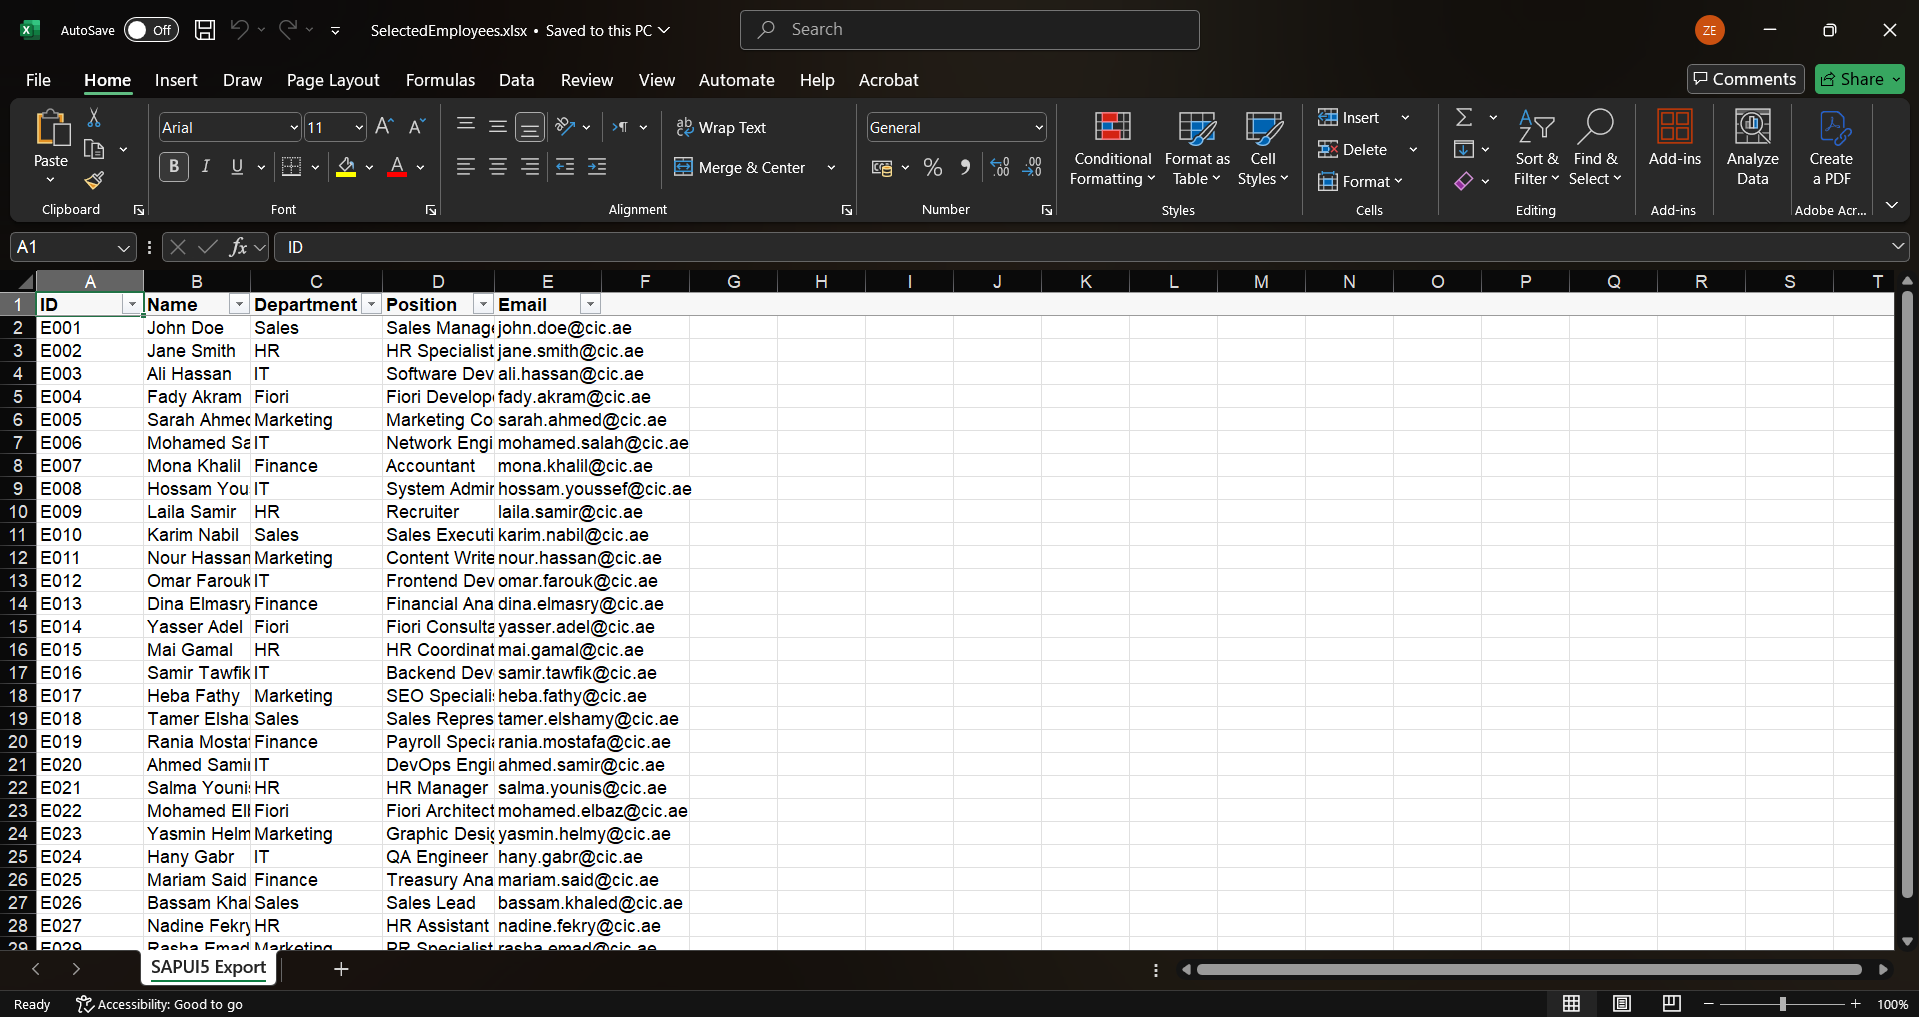 AutoSave Off SelectedEmployees.xlsx • Saved to this PC Search ZE
File Home Insert Draw Page Layout Formulas Data Review View Automate Help Acrobat Comments Share
Paste
Clipboard
Arial 11
B I U A
Font
Wrap Text
Merge & Center
Alignment
General
Number
Conditional Formatting
Format as Table
Cell Styles
Styles
Insert
Delete
Format
Cells
Sort & Filter
Find & Select
Editing
Add-ins
Add-ins
Analyze Data
Create a PDF
Adobe Acr...
A1 fx ID
A B C D E F G H I J K L M N O P Q R S T
1 ID Name Department Position Email
2 E001 John Doe Sales Sales Manage john.doe@cic.ae
3 E002 Jane Smith HR HR Specialist jane.smith@cic.ae
4 E003 Ali Hassan IT Software Dev ali.hassan@cic.ae
5 E004 Fady Akram Fiori Fiori Develop fady.akram@cic.ae
6 E005 Sarah Ahmed Marketing Marketing Co sarah.ahmed@cic.ae
7 E006 Mohamed Sa IT Network Engi mohamed.salah@cic.ae
8 E007 Mona Khalil Finance Accountant mona.khalil@cic.ae
9 E008 Hossam You IT System Admin hossam.youssef@cic.ae
10 E009 Laila Samir HR Recruiter laila.samir@cic.ae
11 E010 Karim Nabil Sales Sales Executi karim.nabil@cic.ae
12 E011 Nour Hassan Marketing Content Write nour.hassan@cic.ae
13 E012 Omar Farouk IT Frontend Dev omar.farouk@cic.ae
14 E013 Dina Elmasry Finance Financial Ana dina.elmasry@cic.ae
15 E014 Yasser Adel Fiori Fiori Consulta yasser.adel@cic.ae
16 E015 Mai Gamal HR HR Coordinat mai.gamal@cic.ae
17 E016 Samir Tawfik IT Backend Dev samir.tawfik@cic.ae
18 E017 Heba Fathy Marketing SEO Speciali heba.fathy@cic.ae
19 E018 Tamer Elsha Sales Sales Repres tamer.elshamy@cic.ae
20 E019 Rania Mosta Finance Payroll Speci rania.mostafa@cic.ae
21 E020 Ahmed Sami IT DevOps Engi ahmed.samir@cic.ae
22 E021 Salma Youni HR HR Manager salma.younis@cic.ae
23 E022 Mohamed El Fiori Fiori Architect mohamed.elbaz@cic.ae
24 E023 Yasmin Helm Marketing Graphic Desig yasmin.helmy@cic.ae
25 E024 Hany Gabr IT QA Engineer hany.gabr@cic.ae
26 E025 Mariam Said Finance Treasury Ana mariam.said@cic.ae
27 E026 Bassam Kha Sales Sales Lead bassam.khaled@cic.ae
28 E027 Nadine Fekry HR HR Assistant nadine.fekry@cic.ae
29 E029 Rasha Emad Marketing PR Specialist rasha.emad@cic.ae
SAPUI5 Export
Ready Accessibility: Good to go 100%